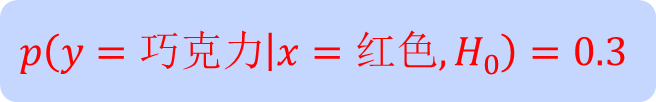 p(y = 巧克力|x = 红色, H₀) = 0.3